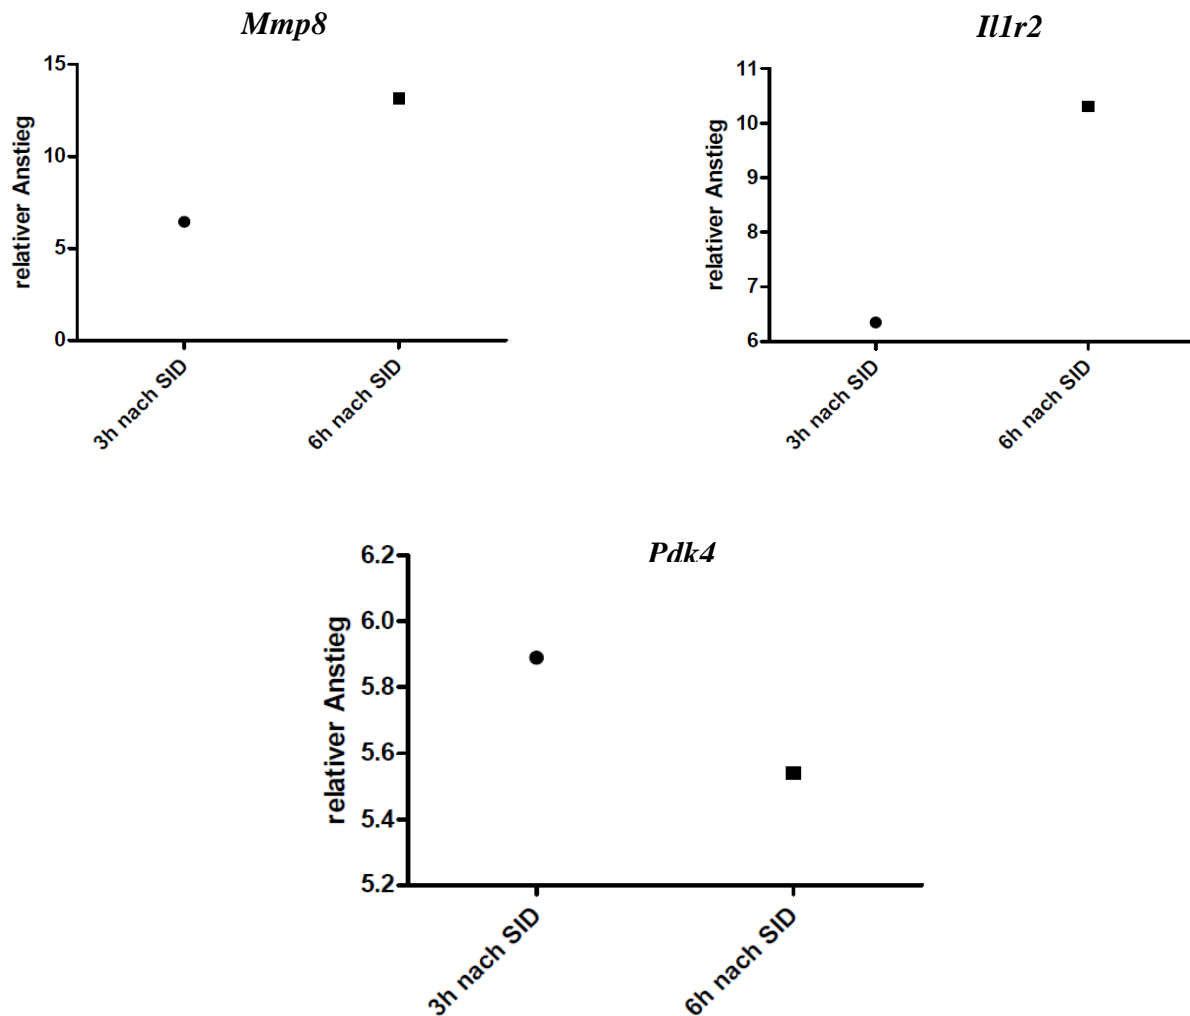 Mmp8
15
10
5
0
relativer Anstieg
3h nach SID
6h nach SID
Il1r2
11
10
9
8
7
6
relativer Anstieg
3h nach SID
6h nach SID
Pdk4
6.2
6.0
5.8
5.6
5.4
5.2
relativer Anstieg
3h nach SID
6h nach SID